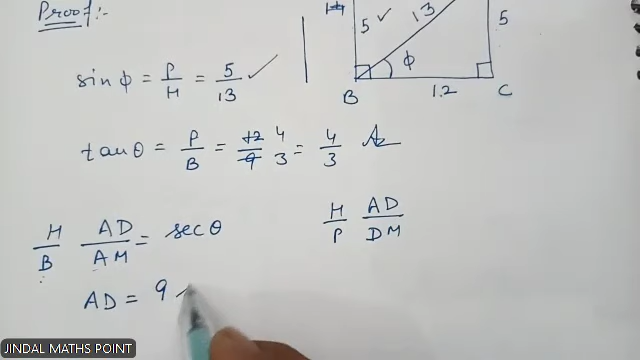 Proof:-
sin φ = P/H = 5/13 ✓
tan θ = P/B = 12/9 4/3 = 4/3
H/B AD/AM = sec θ
H/P AD/DM
AD = 9
5 ✓ 13 5
φ
B 12 C
JINDAL MATHS POINT